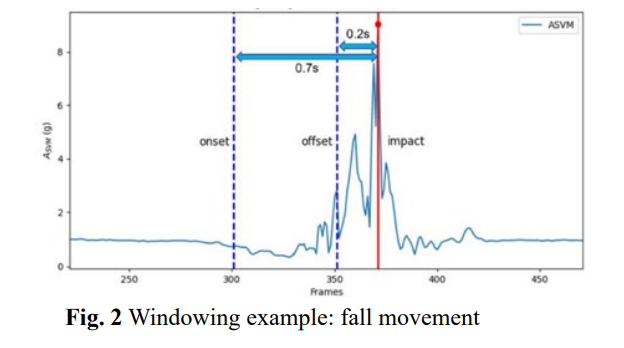 ASVM
0.2s
0.7s
onset
offset
impact
A_SVM (g)
8
6
4
2
0
250
300
350
400
450
Frames
Fig. 2 Windowing example: fall movement